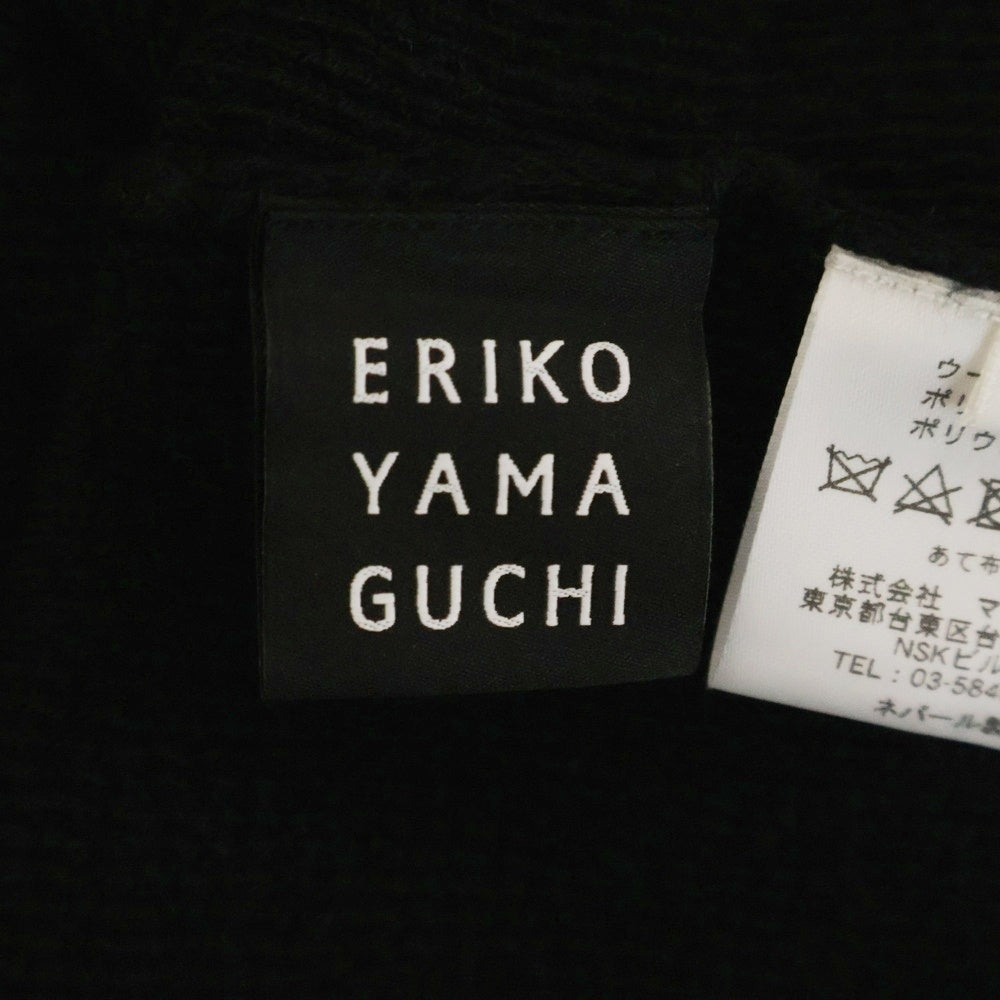 ERIKO
YAMA
GUCHI
ウー
ポリ
ポリウ
あて布
株式会社 マ
東京都台東区台
NSKビル
TEL : 03-584
ネパール製